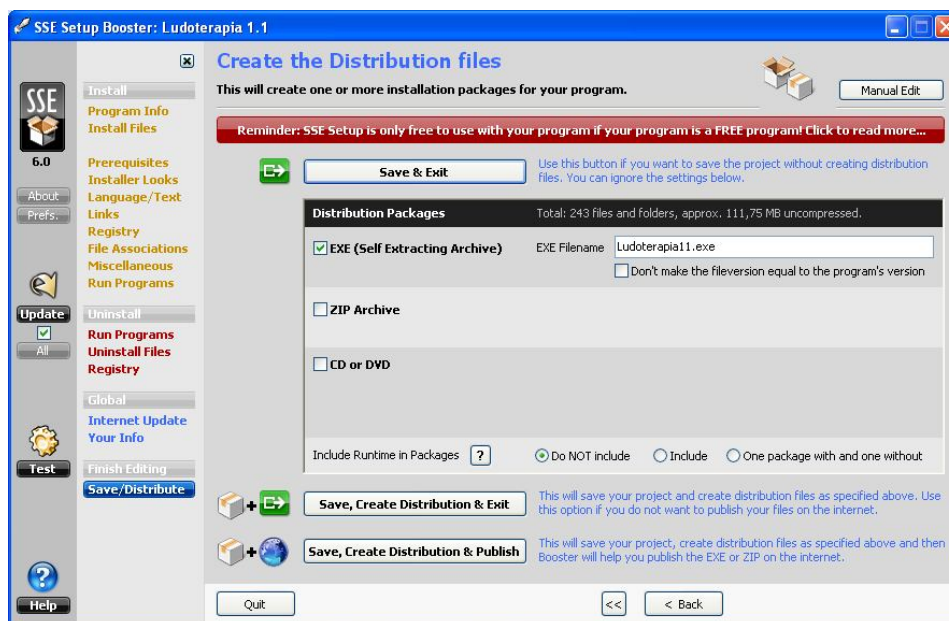 SSE Setup Booster: Ludoterapia 1.1
SSE
6.0
About
Prefs.
Update
All
Test
Help
Install
Program Info
Install Files
Prerequisites
Installer Looks
Language/Text
Links
Registry
File Associations
Miscellaneous
Run Programs
Uninstall
Run Programs
Uninstall Files
Registry
Global
Internet Update
Your Info
Finish Editing
Save/Distribute
Create the Distribution files
This will create one or more installation packages for your program.
Manual Edit
Reminder: SSE Setup is only free to use with your program if your program is a FREE program! Click to read more...
Save & Exit
Use this button if you want to save the project without creating distribution
files. You can ignore the settings below.
Distribution Packages
Total: 243 files and folders, approx. 111,75 MB uncompressed.
EXE (Self Extracting Archive)
EXE Filename
Ludoterapia11.exe
Don't make the fileversion equal to the program's version
ZIP Archive
CD or DVD
Include Runtime in Packages
?
Do NOT include
Include
One package with and one without
Save, Create Distribution & Exit
This will save your project and create distribution files as specified above. Use
this option if you do not want to publish your files on the internet.
Save, Create Distribution & Publish
This will save your project, create distribution files as specified above and then
Booster will help you publish the EXE or ZIP on the internet.
Quit
<<
< Back